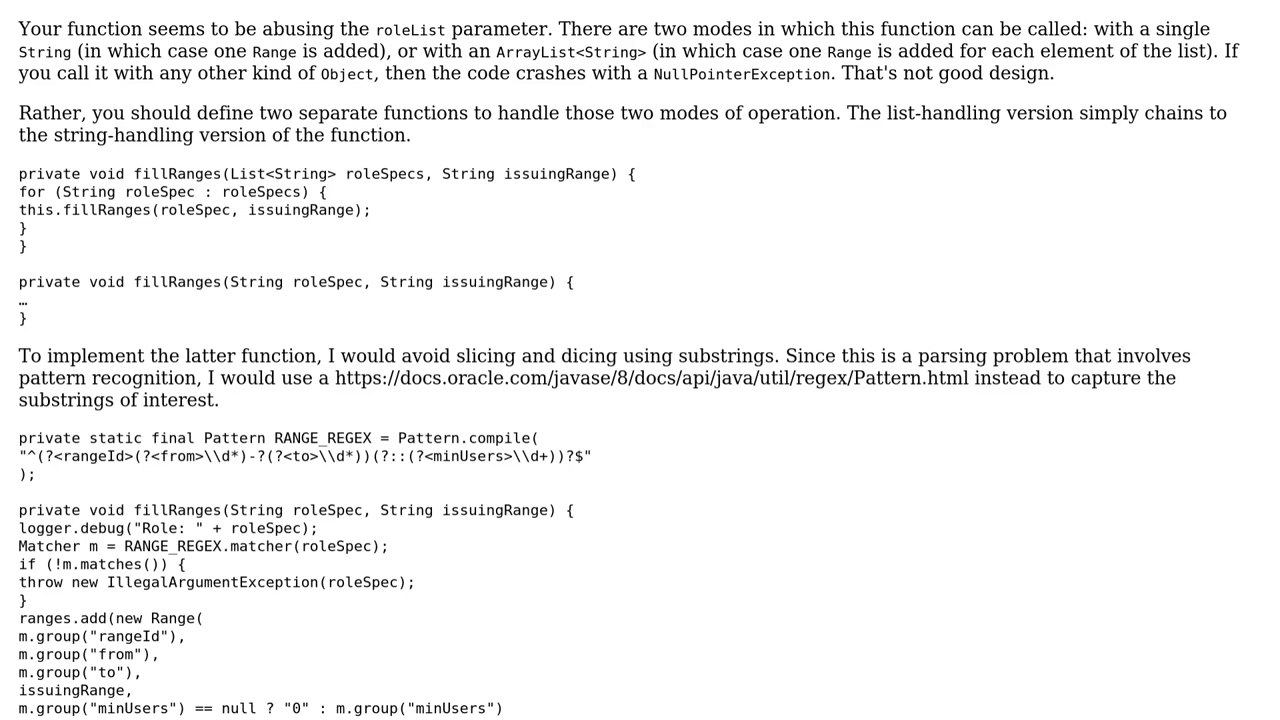 Your function seems to be abusing the roleList parameter. There are two modes in which this function can be called: with a single
String (in which case one Range is added), or with an ArrayList<String> (in which case one Range is added for each element of the list). If
you call it with any other kind of Object, then the code crashes with a NullPointerException. That's not good design.
Rather, you should define two separate functions to handle those two modes of operation. The list-handling version simply chains to
the string-handling version of the function.
private void fillRanges(List<String> roleSpecs, String issuingRange) {
for (String roleSpec : roleSpecs) {
this.fillRanges(roleSpec, issuingRange);
}
}
private void fillRanges(String roleSpec, String issuingRange) {
…
}
To implement the latter function, I would avoid slicing and dicing using substrings. Since this is a parsing problem that involves
pattern recognition, I would use a https://docs.oracle.com/javase/8/docs/api/java/util/regex/Pattern.html instead to capture the
substrings of interest.
private static final Pattern RANGE_REGEX = Pattern.compile(
"^(?<rangeId>(?<from>\\d*)-?(?<to>\\d*))(?::(?<minUsers>\\d+))?$"
);
private void fillRanges(String roleSpec, String issuingRange) {
logger.debug("Role: " + roleSpec);
Matcher m = RANGE_REGEX.matcher(roleSpec);
if (!m.matches()) {
throw new IllegalArgumentException(roleSpec);
}
ranges.add(new Range(
m.group("rangeId"),
m.group("from"),
m.group("to"),
issuingRange,
m.group("minUsers") == null ? "0" : m.group("minUsers")